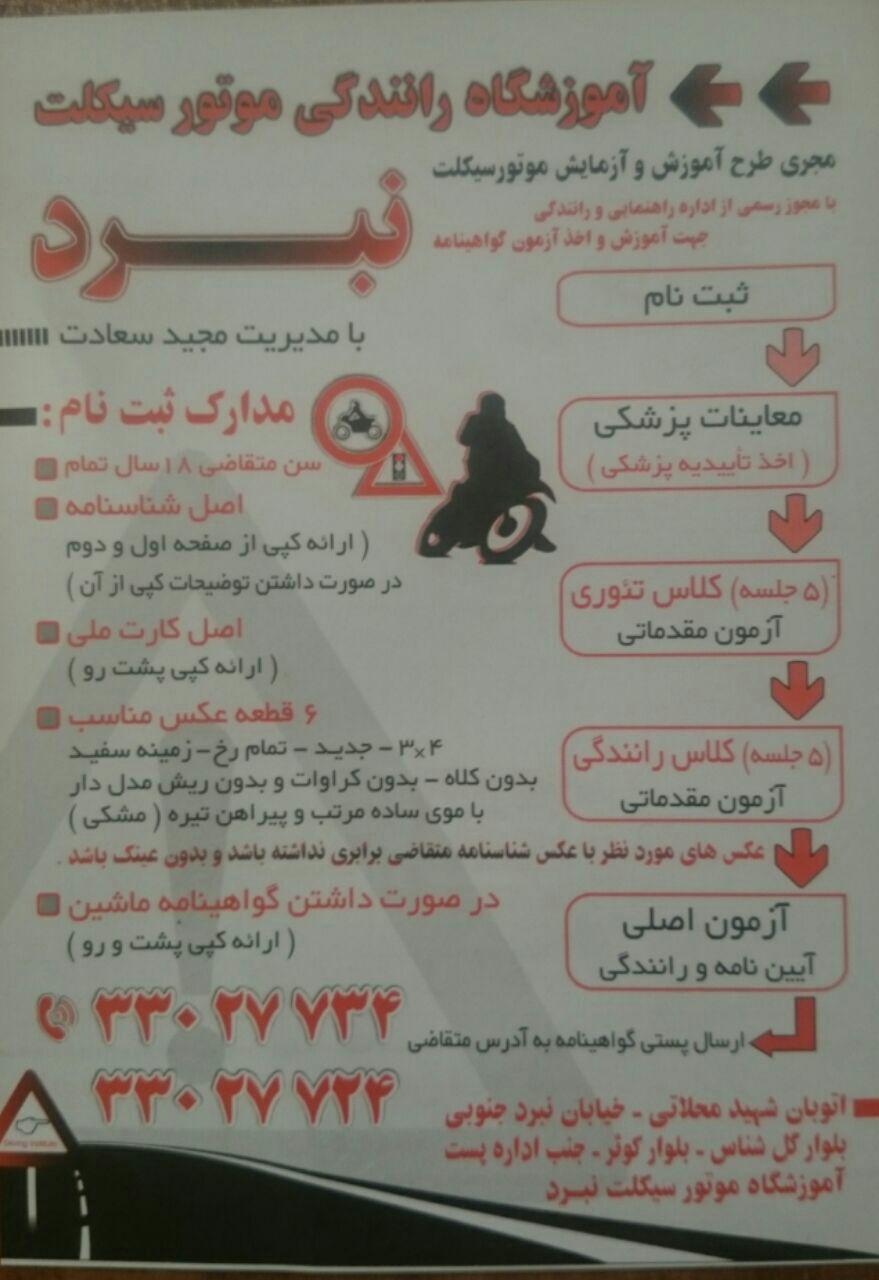 آموزشگاه رانندگی موتور سیکلت
مجری طرح آموزش و آزمایش موتورسیکلت
با مجوز رسمی از اداره راهنمایی و رانندگی
جهت آموزش و اخذ آزمون گواهینامه
نبرد
با مدیریت مجید سعادت
ثبت نام
معاینات پزشکی
( اخذ تأییدیه پزشکی )
(۵ جلسه) کلاس تئوری
آزمون مقدماتی
(۵ جلسه) کلاس رانندگی
آزمون مقدماتی
آزمون اصلی
آیین نامه و رانندگی
ارسال پستی گواهینامه به آدرس متقاضی
مدارک ثبت نام :
سن متقاضی ۱۸ سال تمام
اصل شناسنامه
( ارائه کپی از صفحه اول و دوم
در صورت داشتن توضیحات کپی از آن )
اصل کارت ملی
( ارائه کپی پشت رو )
۶ قطعه عکس مناسب
۳×۴ - جدید - تمام رخ - زمینه سفید
بدون کلاه - بدون کراوات و بدون ریش مدل دار
با موی ساده مرتب و پیراهن تیره ( مشکی )
عکس های مورد نظر با عکس شناسنامه متقاضی برابری نداشته باشد و بدون عینک باشد .
در صورت داشتن گواهینامه ماشین
( ارائه کپی پشت و رو )
۳۳۰ ۲۷ ۷۳۴
۳۳۰ ۲۷ ۷۲۴
اتوبان شهید محلاتی - خیابان نبرد جنوبی
بلوار گل شناس - بلوار کوثر - جنب اداره پست
آموزشگاه موتور سیکلت نبرد
Driving Institute